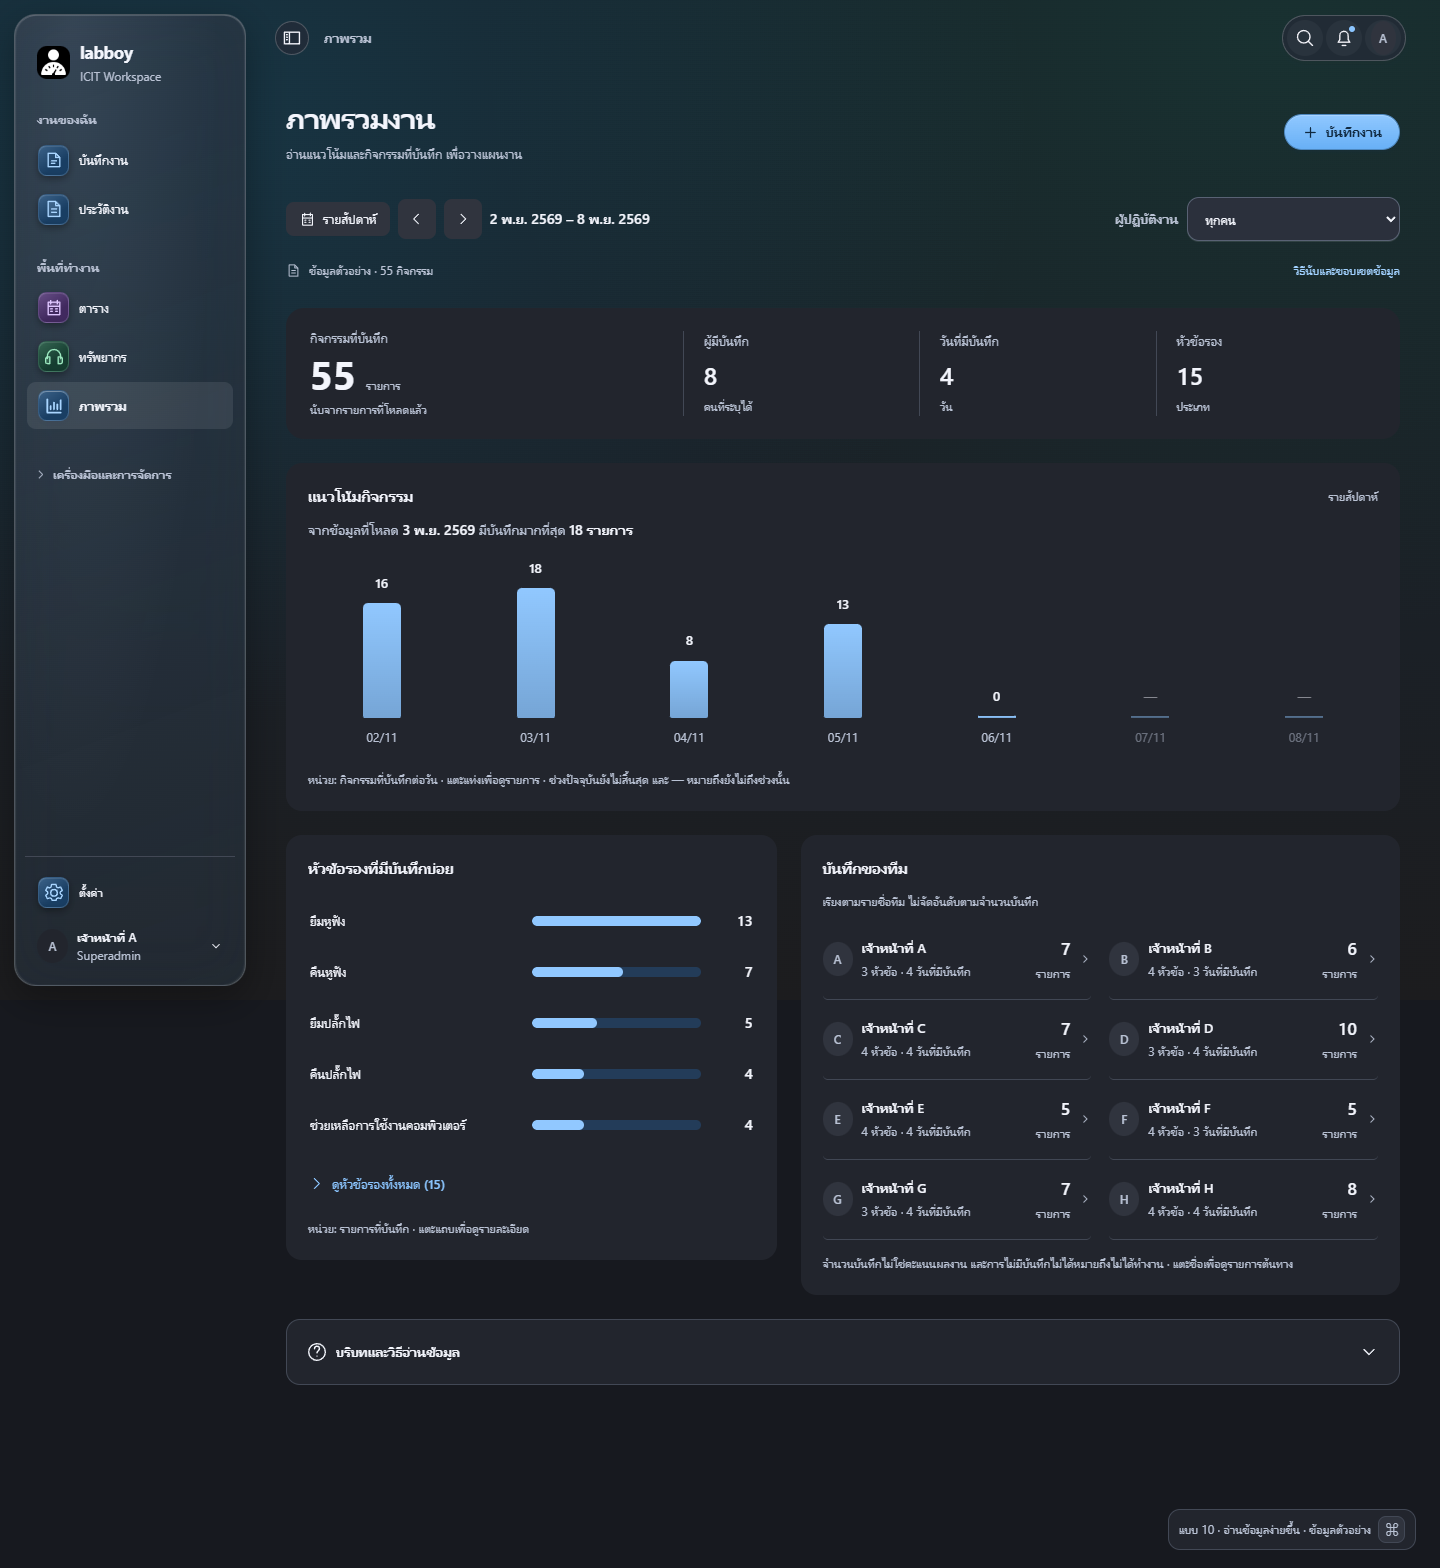 labboy
ICIT Workspace
งานของฉัน
บันทึกงาน
ประวัติงาน
พื้นที่ทำงาน
ตาราง
ทรัพยากร
ภาพรวม
เครื่องมือและการจัดการ
ตั้งค่า
A
เจ้าหน้าที่ A
Superadmin
ภาพรวม
A
ภาพรวมงาน
อ่านแนวโน้มและกิจกรรมที่บันทึก เพื่อวางแผนงาน
บันทึกงาน
รายสัปดาห์
2 พ.ย. 2569 – 8 พ.ย. 2569
ผู้ปฏิบัติงาน
ทุกคน
ข้อมูลตัวอย่าง · 55 กิจกรรม
วิธีนับและขอบเขตข้อมูล
กิจกรรมที่บันทึก
55 รายการ
นับจากรายการที่โหลดแล้ว
ผู้มีบันทึก
8
คนที่ระบุได้
วันที่มีบันทึก
4
วัน
หัวข้อรอง
15
ประเภท
แนวโน้มกิจกรรม
รายสัปดาห์
จากข้อมูลที่โหลด 3 พ.ย. 2569 มีบันทึกมากที่สุด 18 รายการ
16 18 8 13 0 — —
02/11 03/11 04/11 05/11 06/11 07/11 08/11
หน่วย: กิจกรรมที่บันทึกต่อวัน · แตะแท่งเพื่อดูรายการ · ช่วงปัจจุบันยังไม่สิ้นสุด และ — หมายถึงยังไม่ถึงช่วงนั้น
หัวข้อรองที่มีบันทึกบ่อย
ยืมหูฟัง 13
คืนหูฟัง 7
ยืมปลั๊กไฟ 5
คืนปลั๊กไฟ 4
ช่วยเหลือการใช้งานคอมพิวเตอร์ 4
ดูหัวข้อรองทั้งหมด (15)
หน่วย: รายการที่บันทึก · แตะแถบเพื่อดูรายละเอียด
บันทึกของทีม
เรียงตามรายชื่อทีม ไม่จัดอันดับตามจำนวนบันทึก
A
เจ้าหน้าที่ A 7
3 หัวข้อ · 4 วันที่มีบันทึก รายการ
B
เจ้าหน้าที่ B 6
4 หัวข้อ · 3 วันที่มีบันทึก รายการ
C
เจ้าหน้าที่ C 7
4 หัวข้อ · 4 วันที่มีบันทึก รายการ
D
เจ้าหน้าที่ D 10
3 หัวข้อ · 4 วันที่มีบันทึก รายการ
E
เจ้าหน้าที่ E 5
4 หัวข้อ · 4 วันที่มีบันทึก รายการ
F
เจ้าหน้าที่ F 5
4 หัวข้อ · 3 วันที่มีบันทึก รายการ
G
เจ้าหน้าที่ G 7
3 หัวข้อ · 4 วันที่มีบันทึก รายการ
H
เจ้าหน้าที่ H 8
4 หัวข้อ · 4 วันที่มีบันทึก รายการ
จำนวนบันทึกไม่ใช่คะแนนผลงาน และการไม่มีบันทึกไม่ได้หมายถึงไม่ได้ทำงาน · แตะชื่อเพื่อดูรายการต้นทาง
บริบทและวิธีอ่านข้อมูล
แบบ 10 · อ่านข้อมูลง่ายขึ้น · ข้อมูลตัวอย่าง ⌘